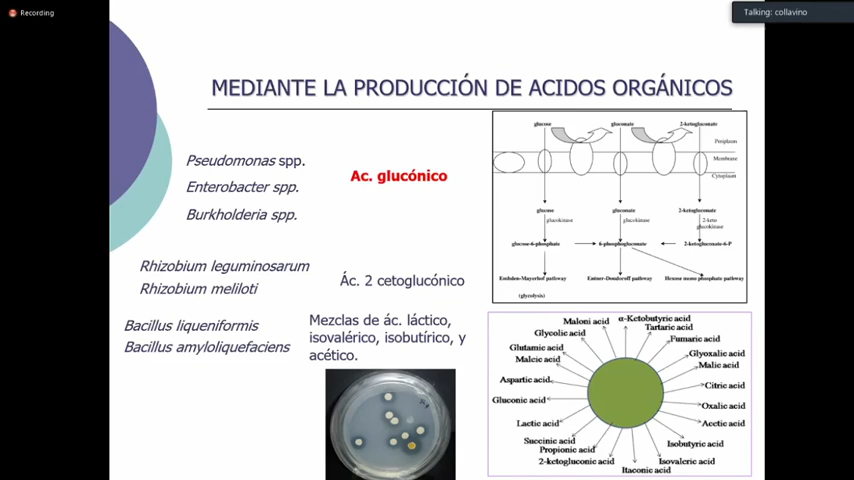 Recording
Talking: collavino
MEDIANTE LA PRODUCCIÓN DE ACIDOS ORGÁNICOS
Pseudomonas spp.
Enterobacter spp.
Burkholderia spp.
Ac. glucónico
Rhizobium leguminosarum
Rhizobium meliloti
Ác. 2 cetoglucónico
Bacillus liqueniformis
Bacillus amyloliquefaciens
Mezclas de ác. láctico,
isovalérico, isobutírico, y
acético.
glucose gluconate 2-ketogluconate
Periplasm
Membrane
Cytoplasm
glucose gluconate 2-ketogluconate
glucokinase glucokinase 2-keto
glucokinase
glucose-6-phosphate 6-phosphogluconate 2-ketogluconate-6-P
Embden-Meyerhof pathway Entner-Doudoroff pathway Hexose mono phosphate pathway
(glycolysis)
α-Ketobutyric acid
Maloni acid
Tartaric acid
Glycolic acid
Fumaric acid
Glutamic acid
Glyoxalic acid
Malcic acid
Malic acid
Aspartic acid
Citric acid
Gluconic acid
Oxalic acid
Lactic acid
Acetic acid
Succinic acid
Isobutyric acid
Propionic acid
2-ketogluconic acid
Isovaleric acid
Itaconic acid